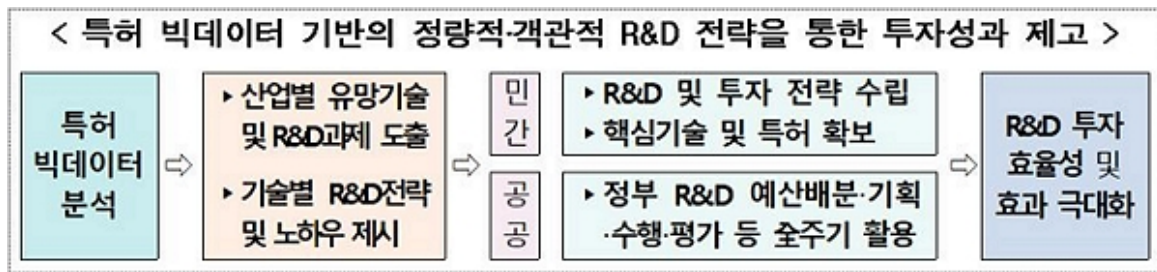 < 특허 빅데이터 기반의 정량적·객관적 R&D 전략을 통한 투자성과 제고 >
특허
빅데이터
분석
⇨
▸ 산업별 유망기술
및 R&D과제 도출
▸ 기술별 R&D전략
및 노하우 제시
⇨
민
간
▸ R&D 및 투자 전략 수립
▸ 핵심기술 및 특허 확보
공
공
▸ 정부 R&D 예산배분·기획
·수행·평가 등 全주기 활용
⇨
R&D 투자
효율성 및
효과 극대화